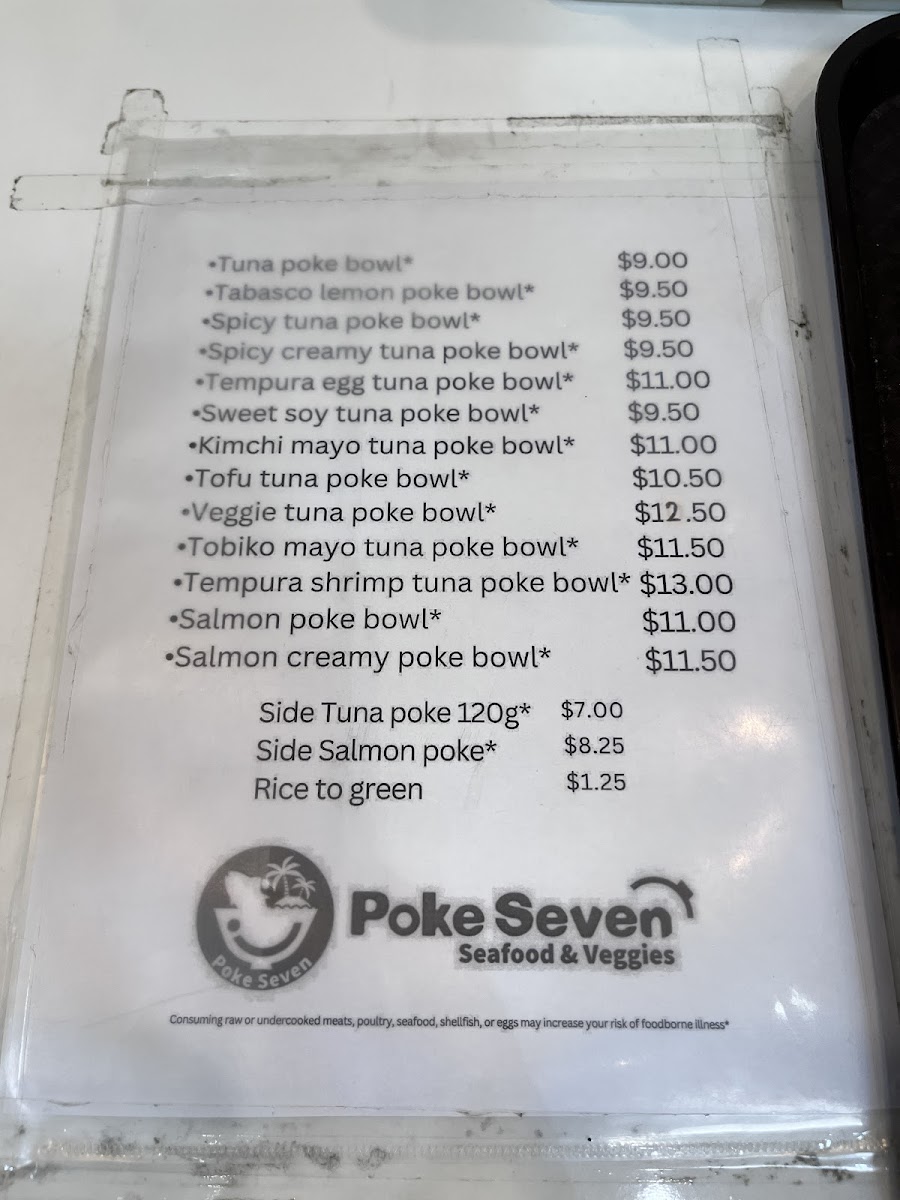 •Tuna poke bowl* $9.00
•Tabasco lemon poke bowl* $9.50
•Spicy tuna poke bowl* $9.50
•Spicy creamy tuna poke bowl* $9.50
•Tempura egg tuna poke bowl* $11.00
•Sweet soy tuna poke bowl* $9.50
•Kimchi mayo tuna poke bowl* $11.00
•Tofu tuna poke bowl* $10.50
•Veggie tuna poke bowl* $12.50
•Tobiko mayo tuna poke bowl* $11.50
•Tempura shrimp tuna poke bowl* $13.00
•Salmon poke bowl* $11.00
•Salmon creamy poke bowl* $11.50
Side Tuna poke 120g* $7.00
Side Salmon poke* $8.25
Rice to green $1.25
Poke Seven
Poke Seven
Seafood & Veggies
Consuming raw or undercooked meats, poultry, seafood, shellfish, or eggs may increase your risk of foodborne illness*